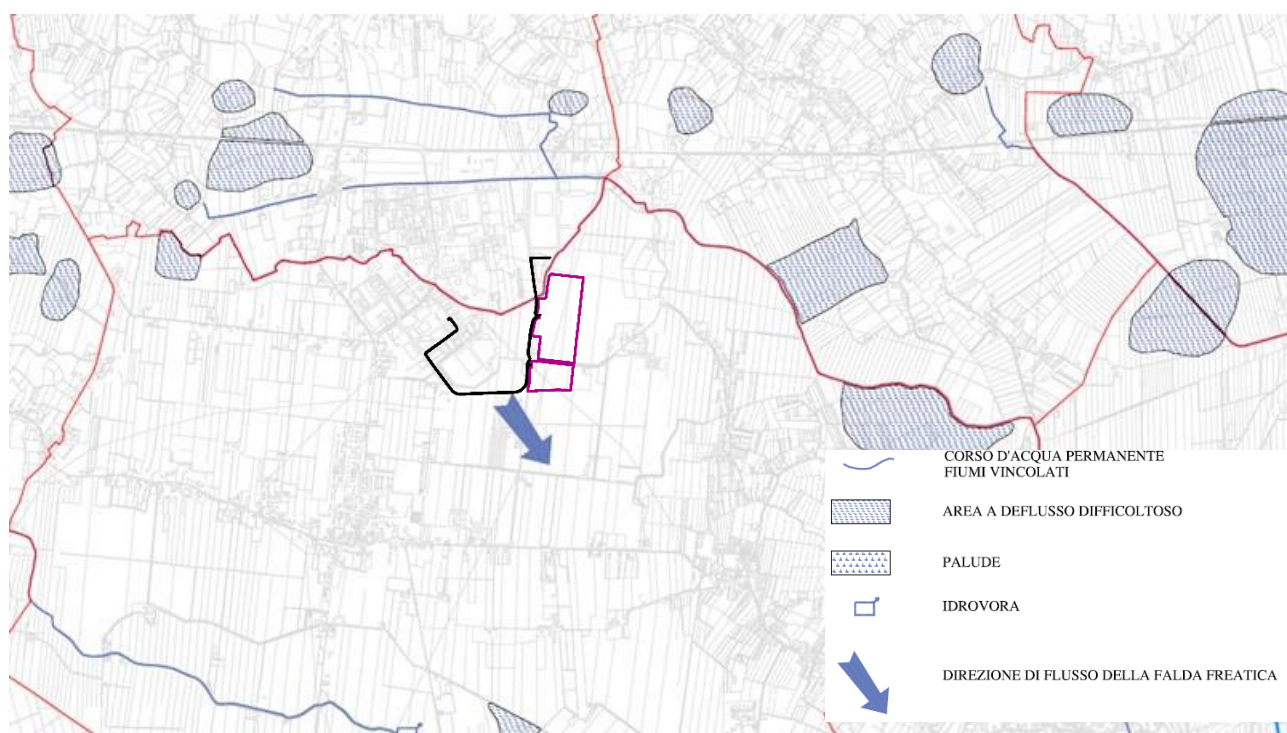 CORSO D'ACQUA PERMANENTE
FIUMI VINCOLATI
AREA A DEFLUSSO DIFFICOLTOSO
PALUDE
IDROVORA
DIREZIONE DI FLUSSO DELLA FALDA FREATICA